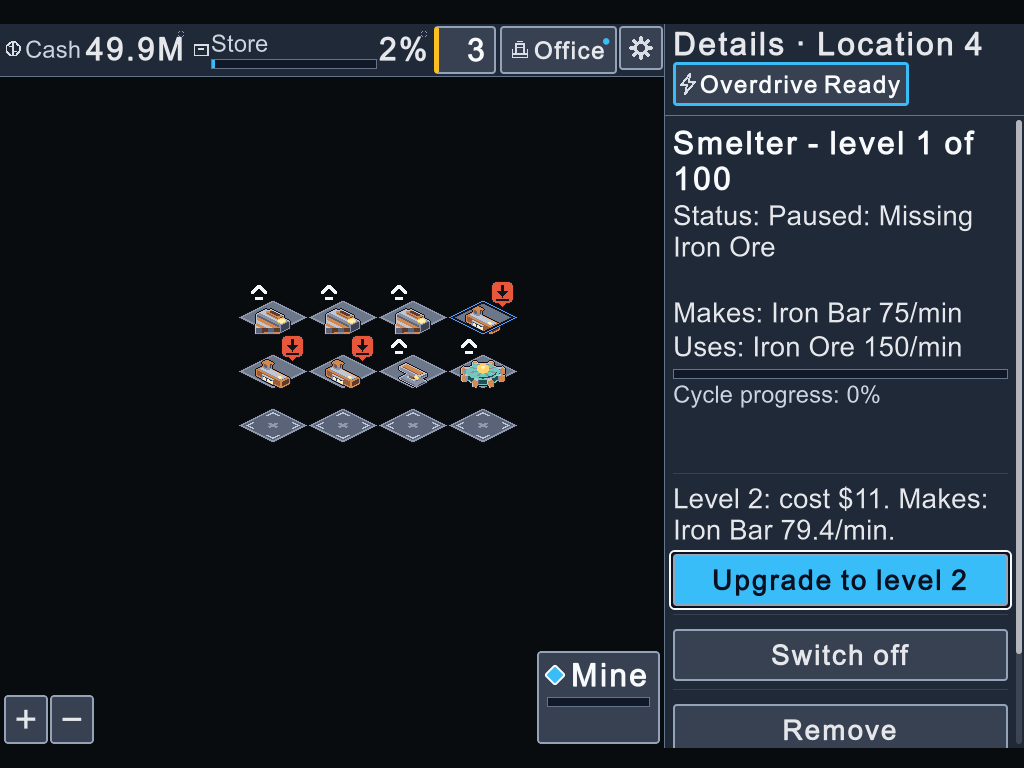 Cash 49.9M Store 2% 3 Office
Details · Location 4
Overdrive Ready
Smelter - level 1 of
100
Status: Paused: Missing
Iron Ore
Makes: Iron Bar 75/min
Uses: Iron Ore 150/min
Cycle progress: 0%
Level 2: cost $11. Makes:
Iron Bar 79.4/min.
Upgrade to level 2
Switch off
Remove
Mine
+ −